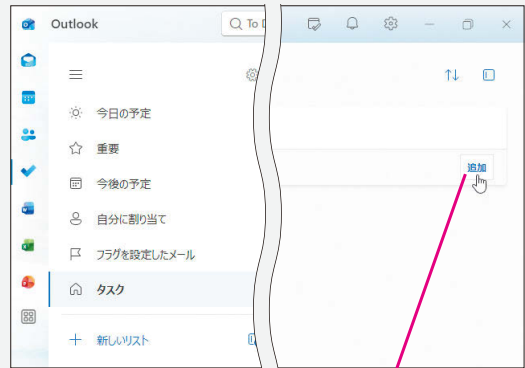 Outlook
To D
今日の予定
重要
今後の予定
追加
自分に割り当て
フラグを設定したメール
タスク
新しいリスト